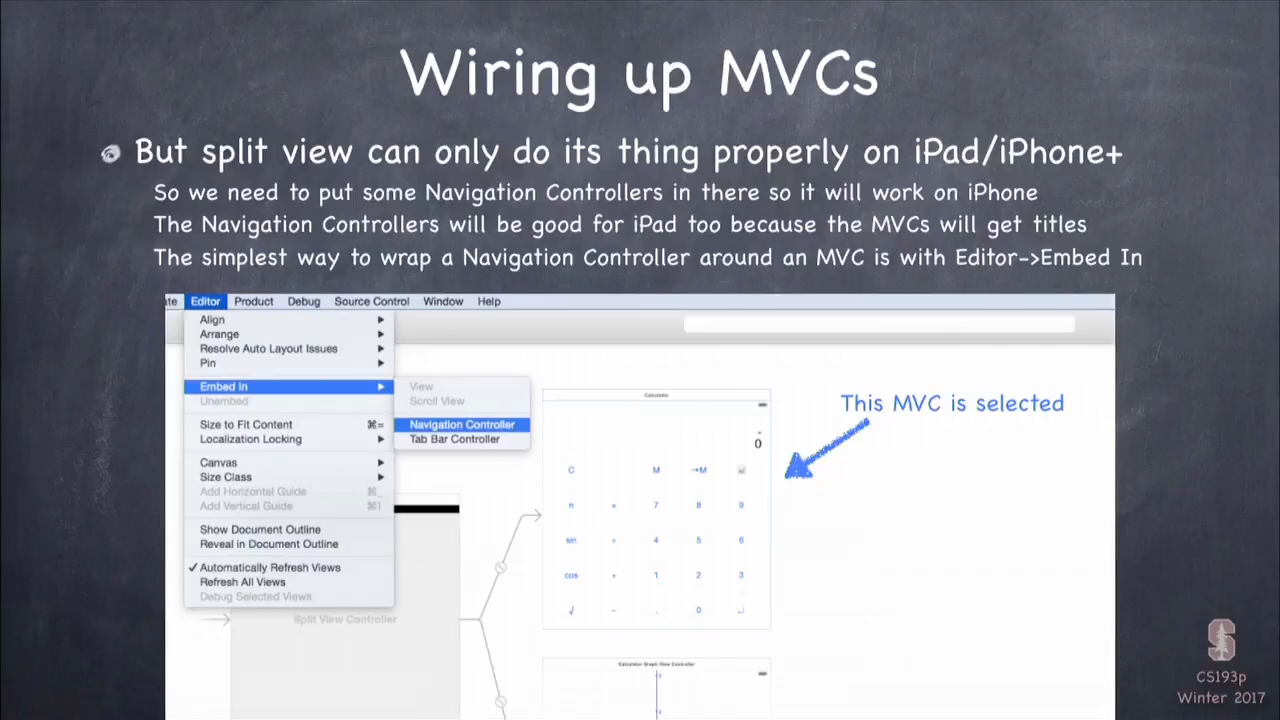 Wiring up MVCs
But split view can only do its thing properly on iPad/iPhone+
So we need to put some Navigation Controllers in there so it will work on iPhone
The Navigation Controllers will be good for iPad too because the MVCs will get titles
The simplest way to wrap a Navigation Controller around an MVC is with Editor->Embed In
te Editor Product Debug Source Control Window Help
Align
Arrange
Resolve Auto Layout Issues
Pin
Embed In
Unembed
Size to Fit Content ⌘=
Localization Locking
Canvas
Size Class
Add Horizontal Guide
Add Vertical Guide
Show Document Outline
Reveal in Document Outline
✓ Automatically Refresh Views
Refresh All Views
Debug Selected Views
View
Scroll View
Navigation Controller
Tab Bar Controller
Split View Controller
Calculator
0
C M →M
π × 7 8 9
sin ÷ 4 5 6
cos + 1 2 3
√ − . 0
Calculator Graph View Controller
This MVC is selected
S
CS193p
Winter 2017